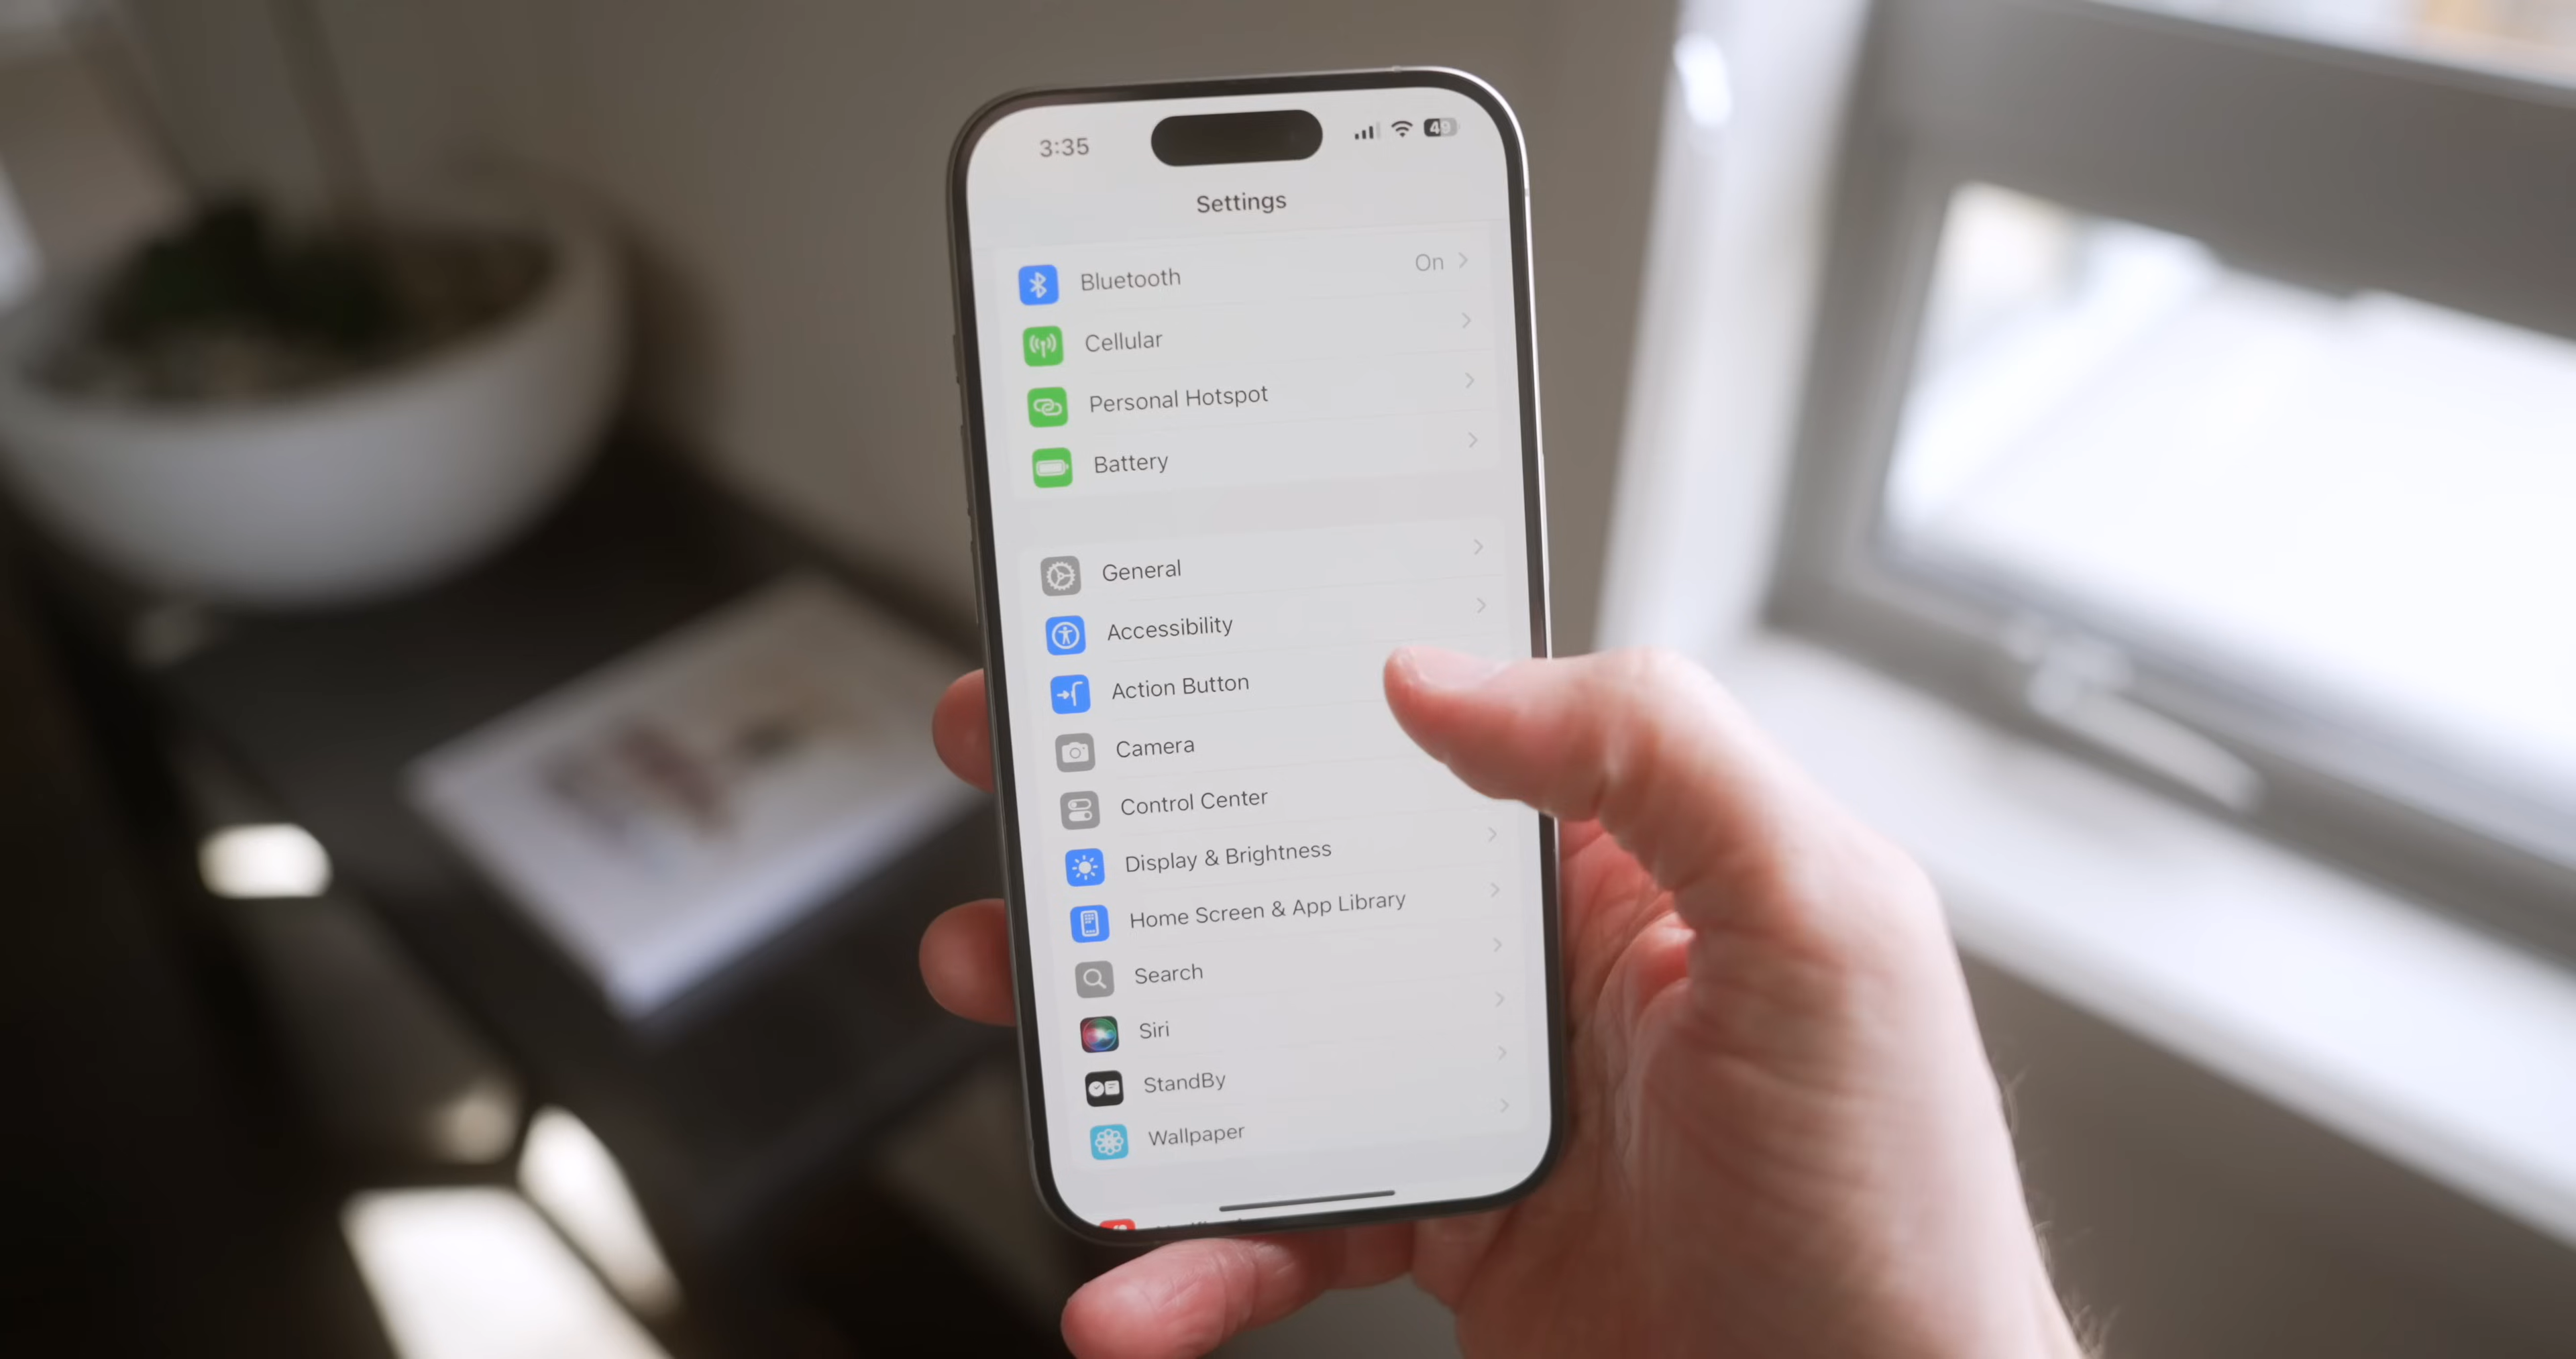 3:35
49
Settings
Bluetooth On
Cellular
Personal Hotspot
Battery
General
Accessibility
Action Button
Camera
Control Center
Display & Brightness
Home Screen & App Library
Search
Siri
StandBy
Wallpaper